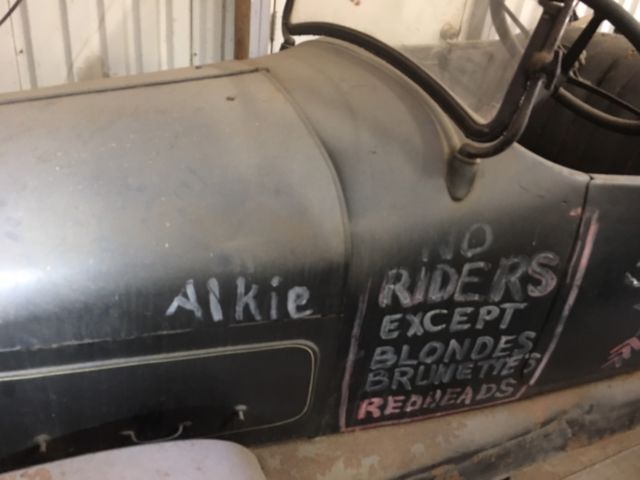 Alkie
NO
RIDERS
EXCEPT
BLONDES
BRUNETTE'S
REDHEADS